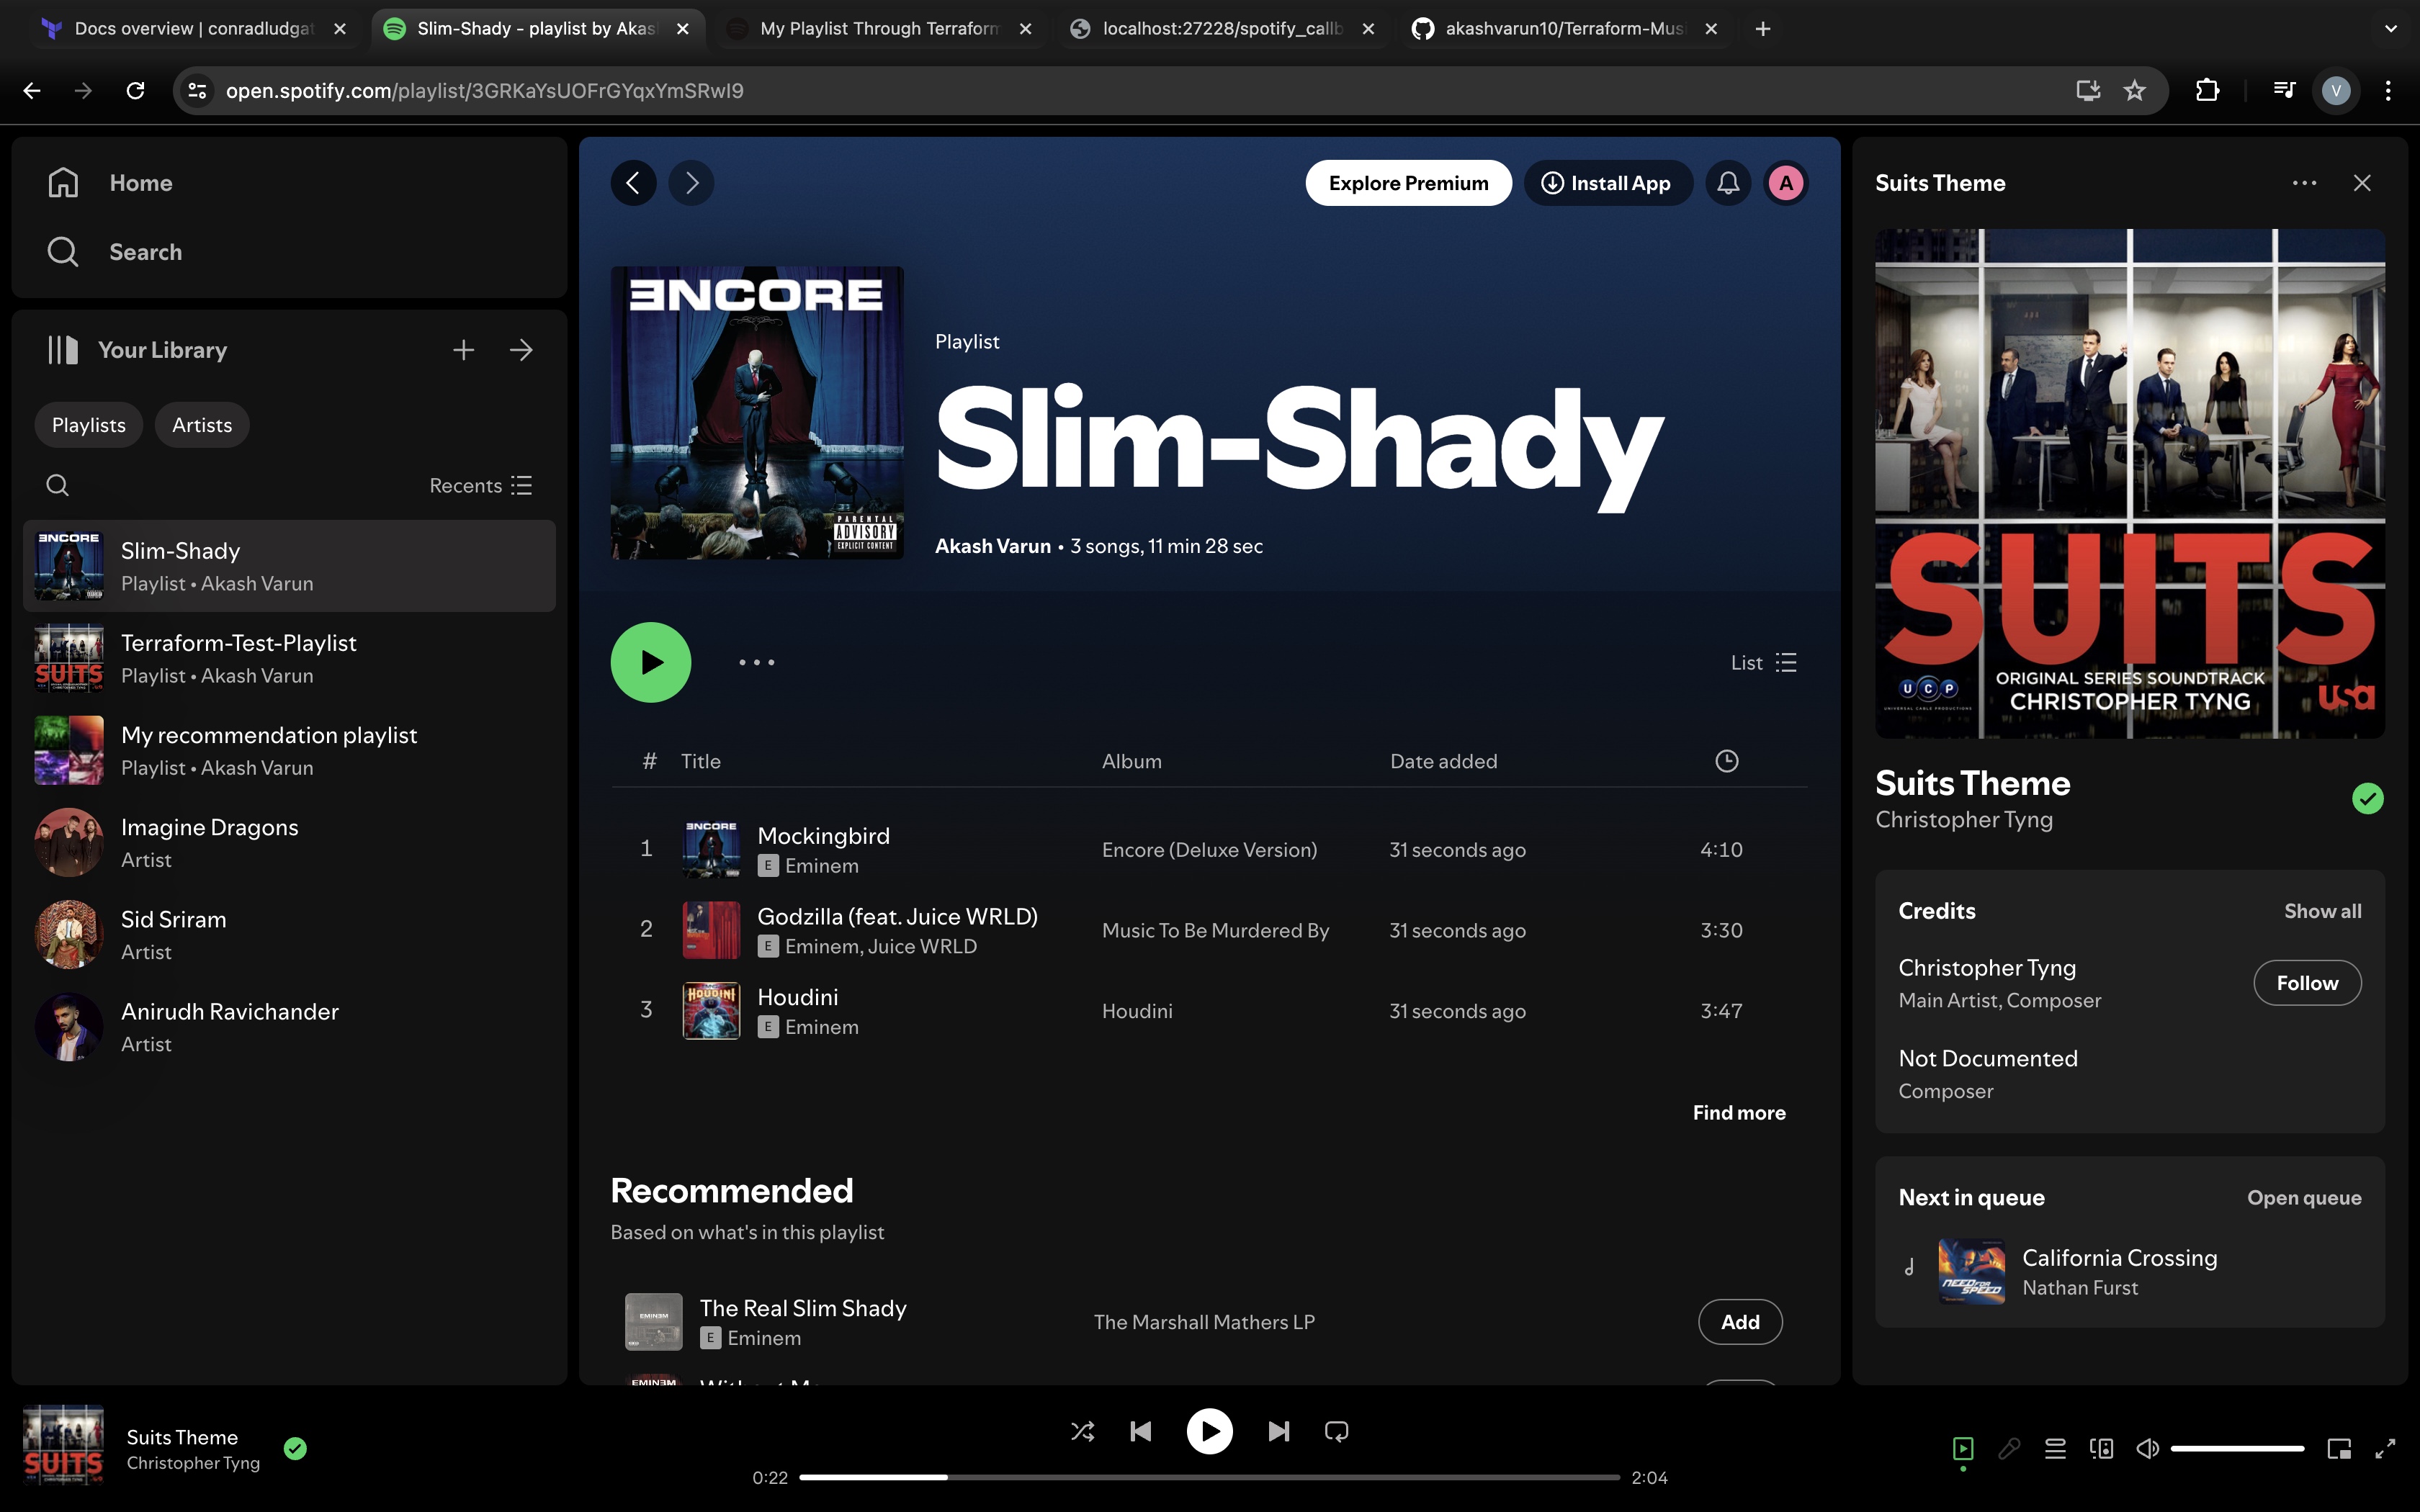 Docs overview | conradludgat
Slim-Shady - playlist by Akas
My Playlist Through Terraform
localhost:27228/spotify_callb
akashvarun10/Terraform-Mus
open.spotify.com/playlist/3GRKaYsUOFrGYqxYmSRwI9
V
Home
Search
Your Library
Playlists
Artists
Recents
Slim-Shady
Playlist • Akash Varun
Terraform-Test-Playlist
Playlist • Akash Varun
My recommendation playlist
Playlist • Akash Varun
Imagine Dragons
Artist
Sid Sriram
Artist
Anirudh Ravichander
Artist
Explore Premium
Install App
A
ƎNCORE
PARENTAL
ADVISORY
EXPLICIT CONTENT
Playlist
Slim-Shady
Akash Varun • 3 songs, 11 min 28 sec
List
# Title Album Date added
1 Mockingbird Encore (Deluxe Version) 31 seconds ago 4:10
E Eminem
2 Godzilla (feat. Juice WRLD) Music To Be Murdered By 31 seconds ago 3:30
E Eminem, Juice WRLD
3 Houdini Houdini 31 seconds ago 3:47
E Eminem
Find more
Recommended
Based on what's in this playlist
The Real Slim Shady The Marshall Mathers LP Add
E Eminem
Suits Theme
SUITS
UCP
UNIVERSAL CABLE PRODUCTIONS
ORIGINAL SERIES SOUNDTRACK
CHRISTOPHER TYNG
usa
Suits Theme
Christopher Tyng
Credits
Show all
Christopher Tyng
Main Artist, Composer
Follow
Not Documented
Composer
Next in queue
Open queue
NEED FOR
SPEED
California Crossing
Nathan Furst
SUITS
Suits Theme
Christopher Tyng
0:22
2:04